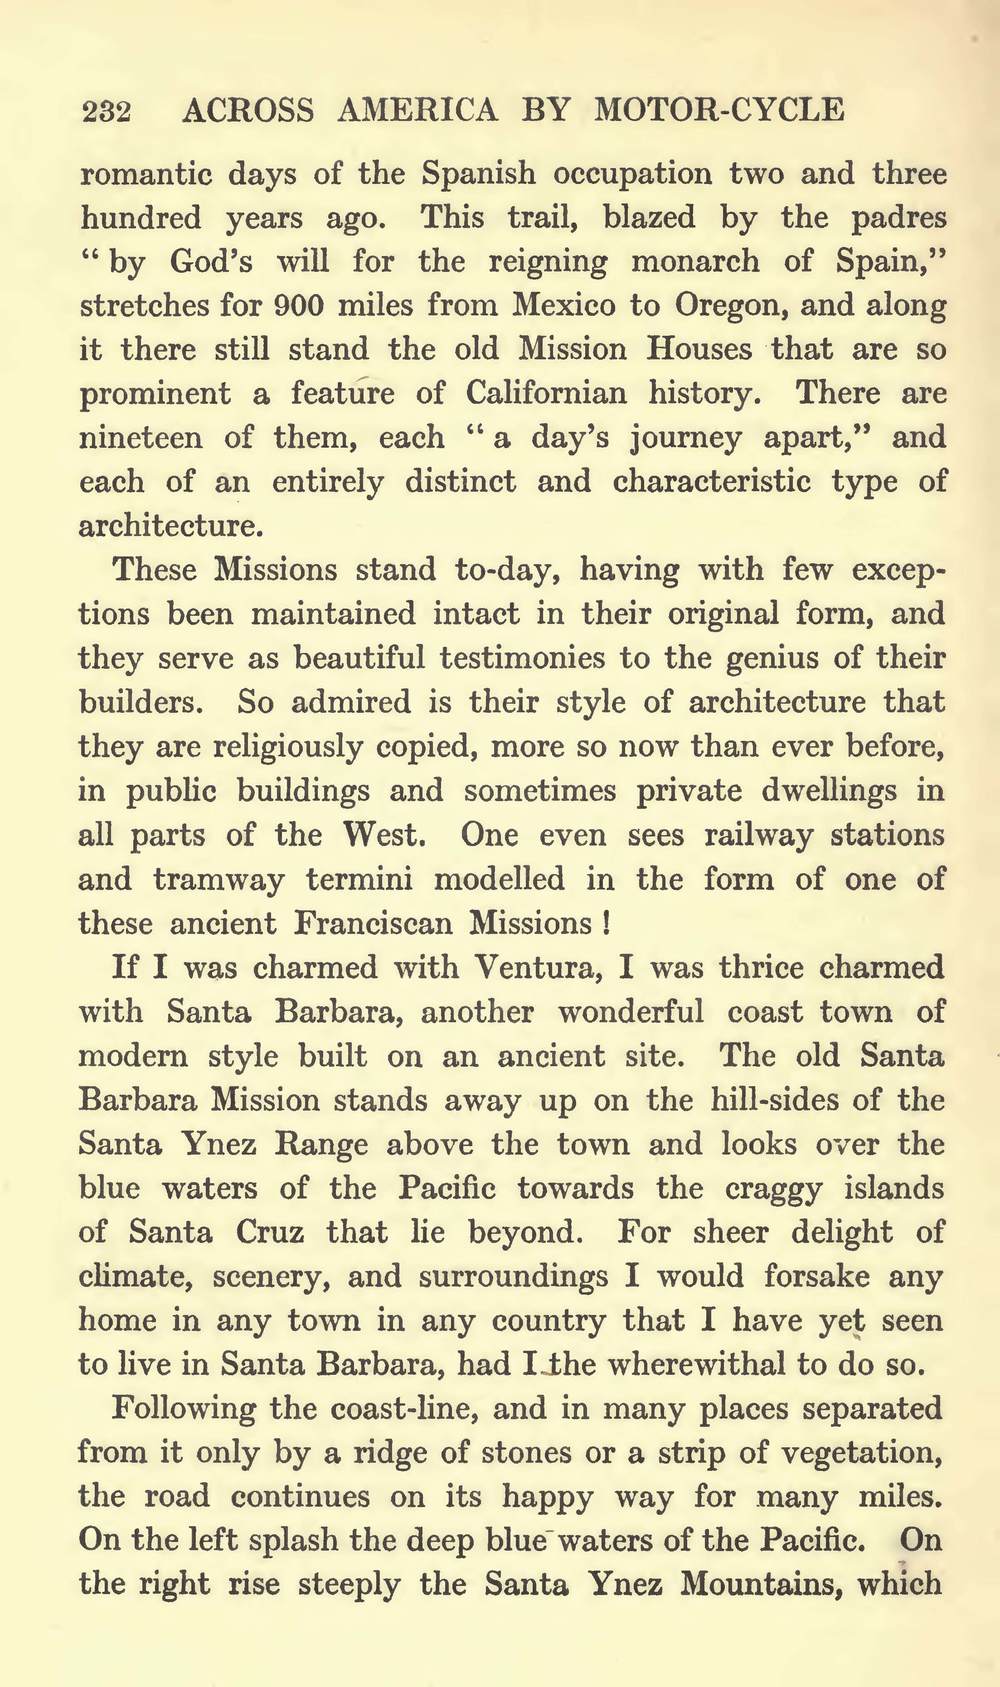 232 ACROSS AMERICA BY MOTOR-CYCLE
romantic days of the Spanish occupation two and three
hundred years ago. This trail, blazed by the padres
“ by God’s will for the reigning monarch of Spain,”
stretches for 900 miles from Mexico to Oregon, and along
it there still stand the old Mission Houses that are so
prominent a feature of Californian history. There are
nineteen of them, each “ a day’s journey apart,” and
each of an entirely distinct and characteristic type of
architecture.
These Missions stand to-day, having with few excep-
tions been maintained intact in their original form, and
they serve as beautiful testimonies to the genius of their
builders. So admired is their style of architecture that
they are religiously copied, more so now than ever before,
in public buildings and sometimes private dwellings in
all parts of the West. One even sees railway stations
and tramway termini modelled in the form of one of
these ancient Franciscan Missions !
If I was charmed with Ventura, I was thrice charmed
with Santa Barbara, another wonderful coast town of
modern style built on an ancient site. The old Santa
Barbara Mission stands away up on the hill-sides of the
Santa Ynez Range above the town and looks over the
blue waters of the Pacific towards the craggy islands
of Santa Cruz that lie beyond. For sheer delight of
climate, scenery, and surroundings I would forsake any
home in any town in any country that I have yet seen
to live in Santa Barbara, had I the wherewithal to do so.
Following the coast-line, and in many places separated
from it only by a ridge of stones or a strip of vegetation,
the road continues on its happy way for many miles.
On the left splash the deep blue waters of the Pacific. On
the right rise steeply the Santa Ynez Mountains, which